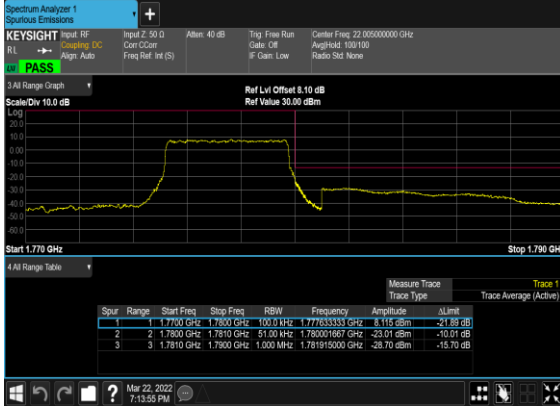 Spectrum Analyzer 1
Spurious Emissions
+
KEYSIGHT Input: RF Input Z: 50 Ω Atten: 40 dB Trig: Free Run Center Freq: 22.005000000 GHz
RL Coupling: DC Corr CCorr Gate: Off Avg|Hold: 100/100
Align: Auto Freq Ref: Int (S) IF Gain: Low Radio Std: None
PASS
3 All Range Graph Ref Lvl Offset 8.10 dB
Scale/Div 10.0 dB Ref Value 30.00 dBm
Log
20.0
10.0
0.00
-10.0
-20.0
-30.0
-40.0
-50.0
-60.0
Start 1.770 GHz Stop 1.790 GH
4 All Range Table
Measure Trace Trace 1
Trace Type Trace Average (Active)
Spur Range Start Freq Stop Freq RBW Frequency Amplitude ΔLimit
1 1 1.7700 GHz 1.7800 GHz 100.0 kHz 1.777633333 GHz 8.115 dBm -21.89 dB
2 2 1.7800 GHz 1.7810 GHz 51.00 kHz 1.780001667 GHz -23.01 dBm -10.01 dB
3 3 1.7810 GHz 1.7900 GHz 1.000 MHz 1.781915000 GHz -28.70 dBm -15.70 dB
? Mar 22, 2022
7:13:55 PM